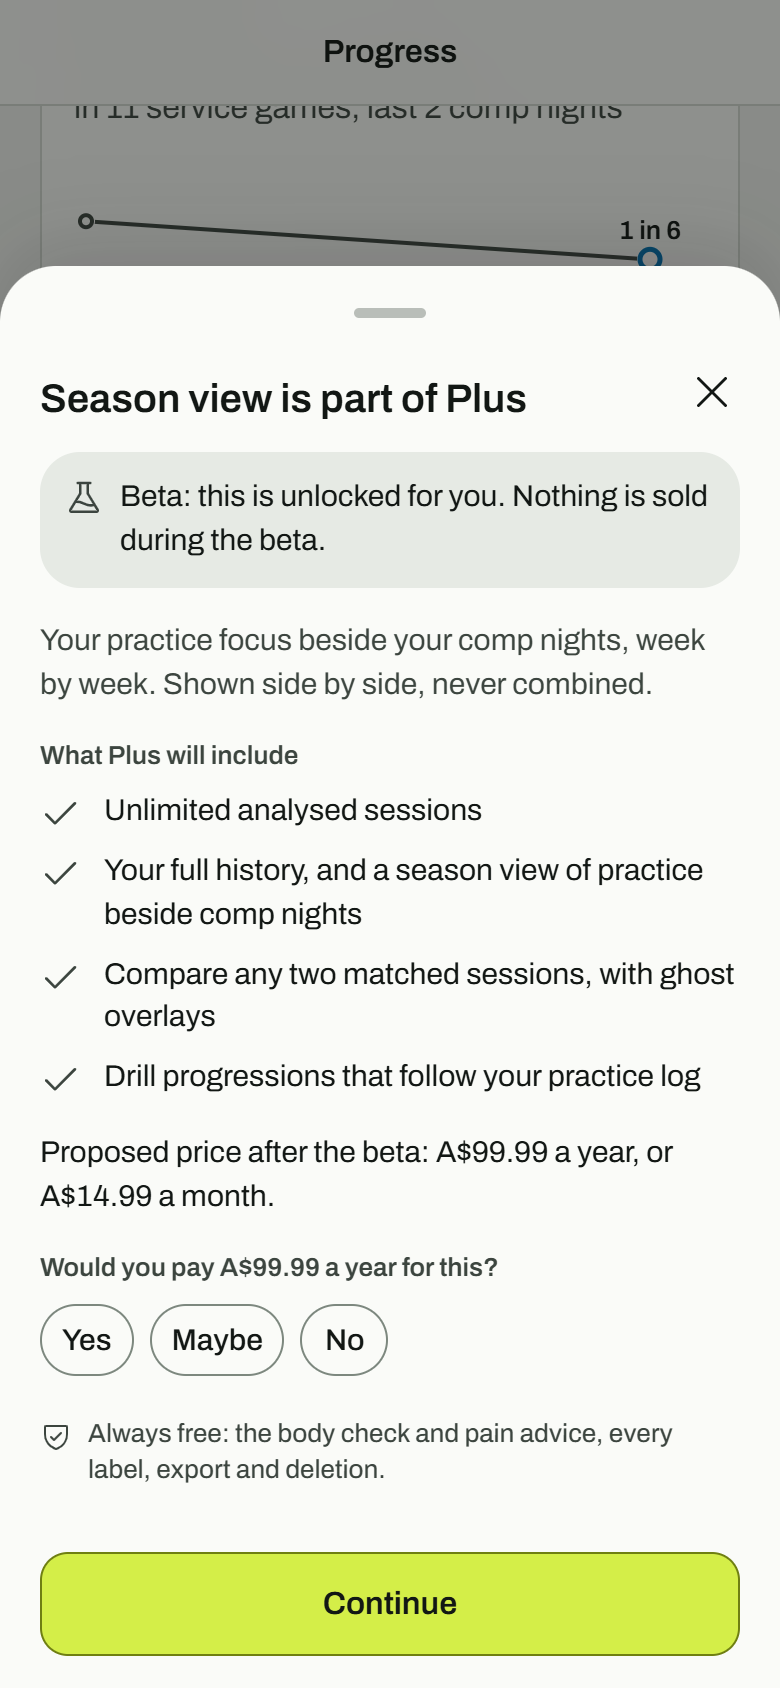 Progress
in 11 service games, last 2 comp nights
1 in 6
Season view is part of Plus
Beta: this is unlocked for you. Nothing is sold
during the beta.
Your practice focus beside your comp nights, week
by week. Shown side by side, never combined.
What Plus will include
Unlimited analysed sessions
Your full history, and a season view of practice
beside comp nights
Compare any two matched sessions, with ghost
overlays
Drill progressions that follow your practice log
Proposed price after the beta: A$99.99 a year, or
A$14.99 a month.
Would you pay A$99.99 a year for this?
Yes
Maybe
No
Always free: the body check and pain advice, every
label, export and deletion.
Continue